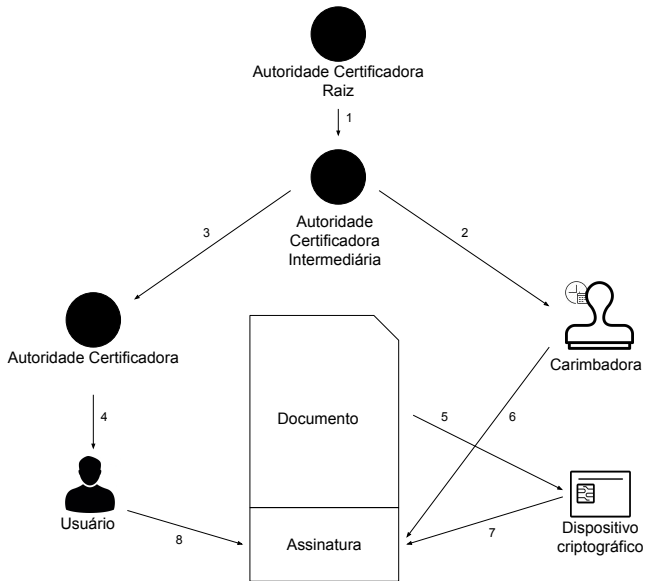 Autoridade Certificadora
Raiz
1
Autoridade
Certificadora
Intermediária
3
2
Autoridade Certificadora
Carimbadora
4
Documento
5
6
Usuário
8
Assinatura
7
Dispositivo
criptográfico